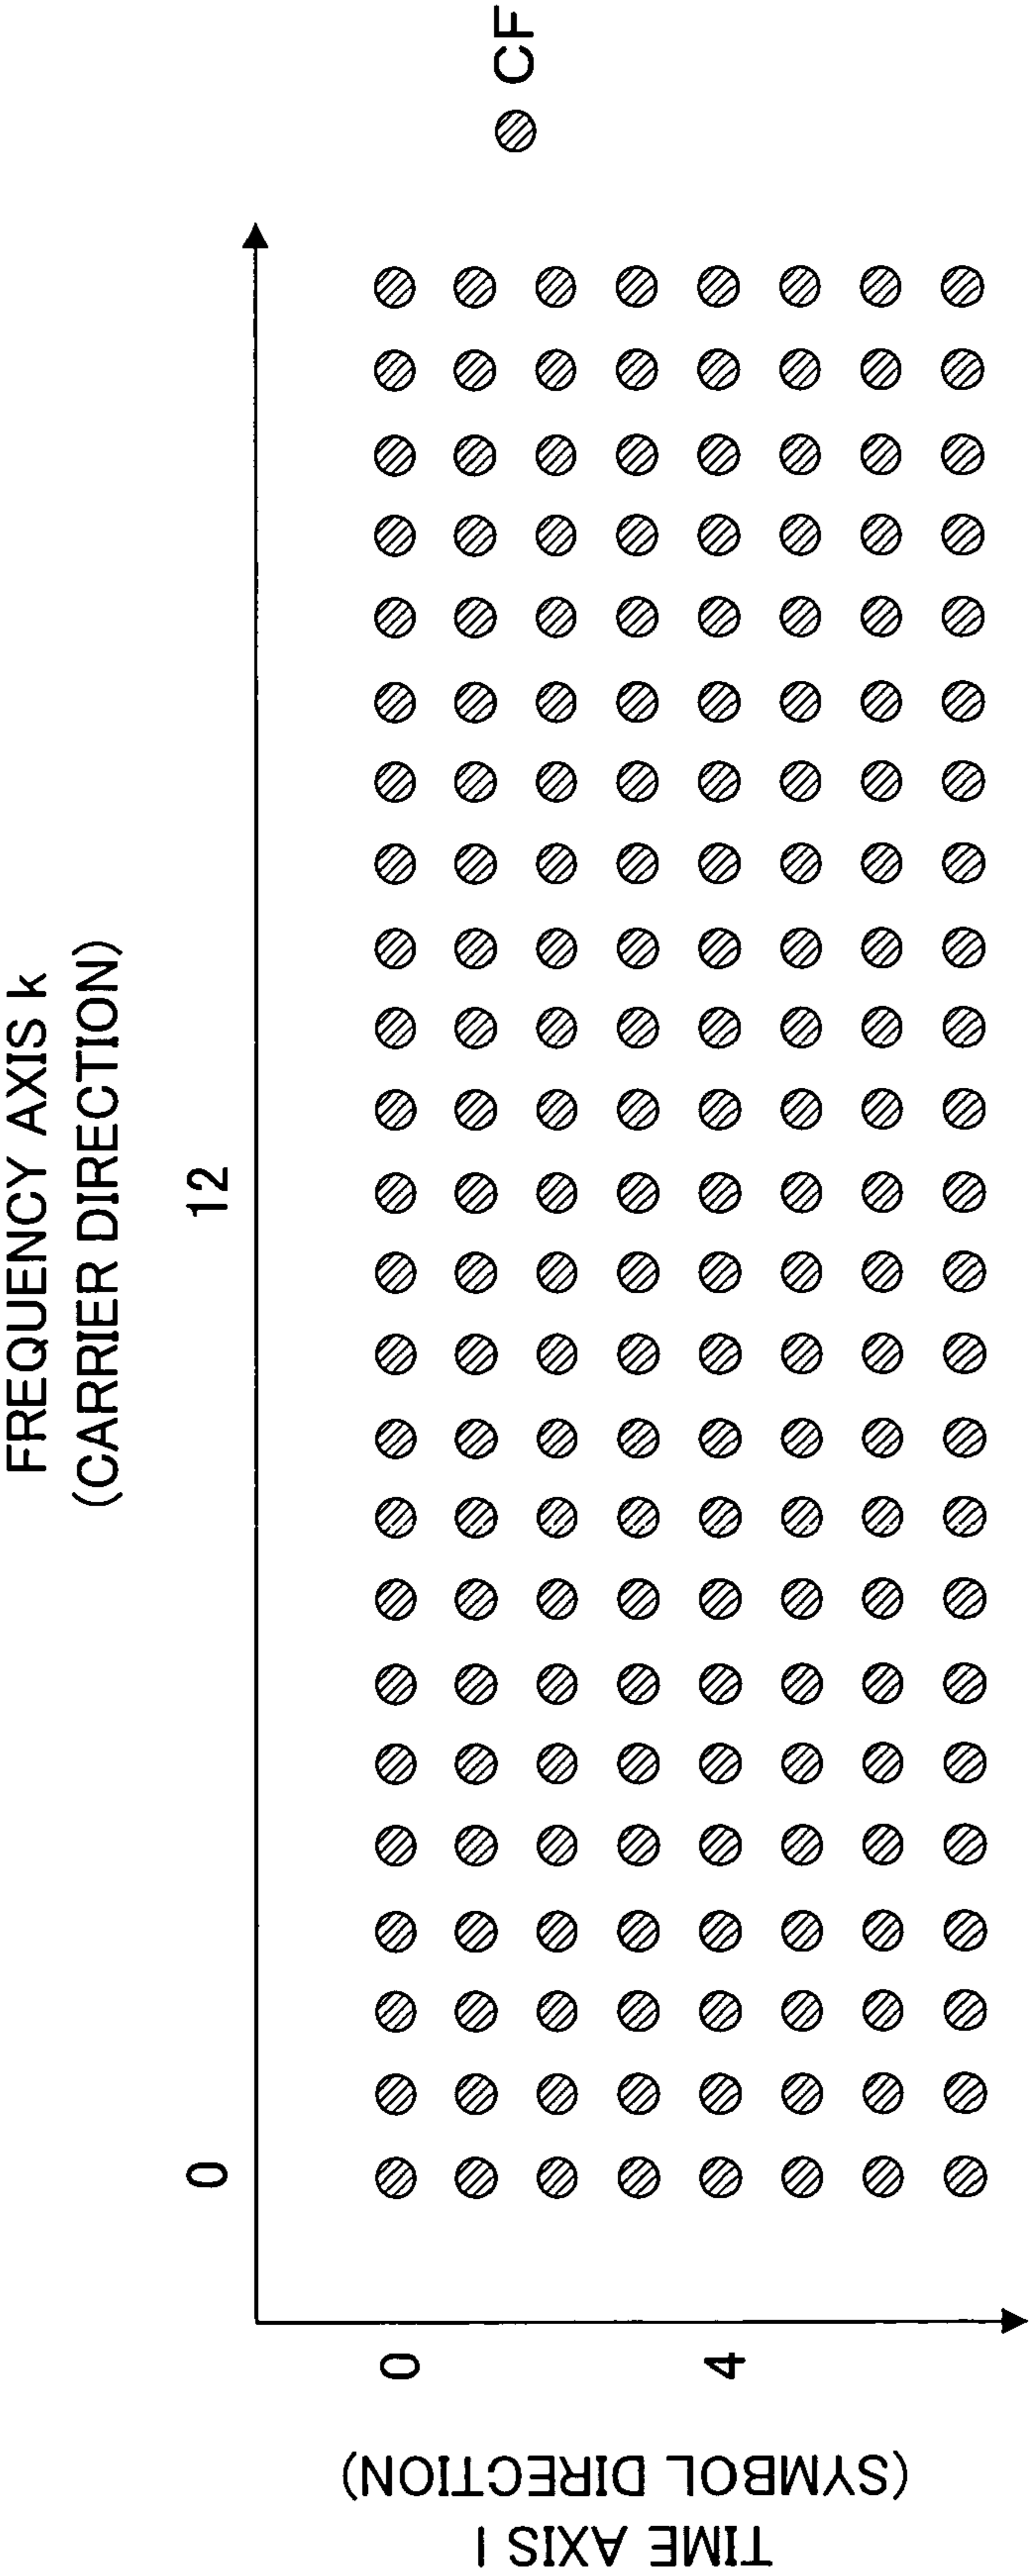 FREQUENCY AXIS k
(CARRIER DIRECTION)
0
12
0
4
TIME AXIS l
(SYMBOL DIRECTION)
CF